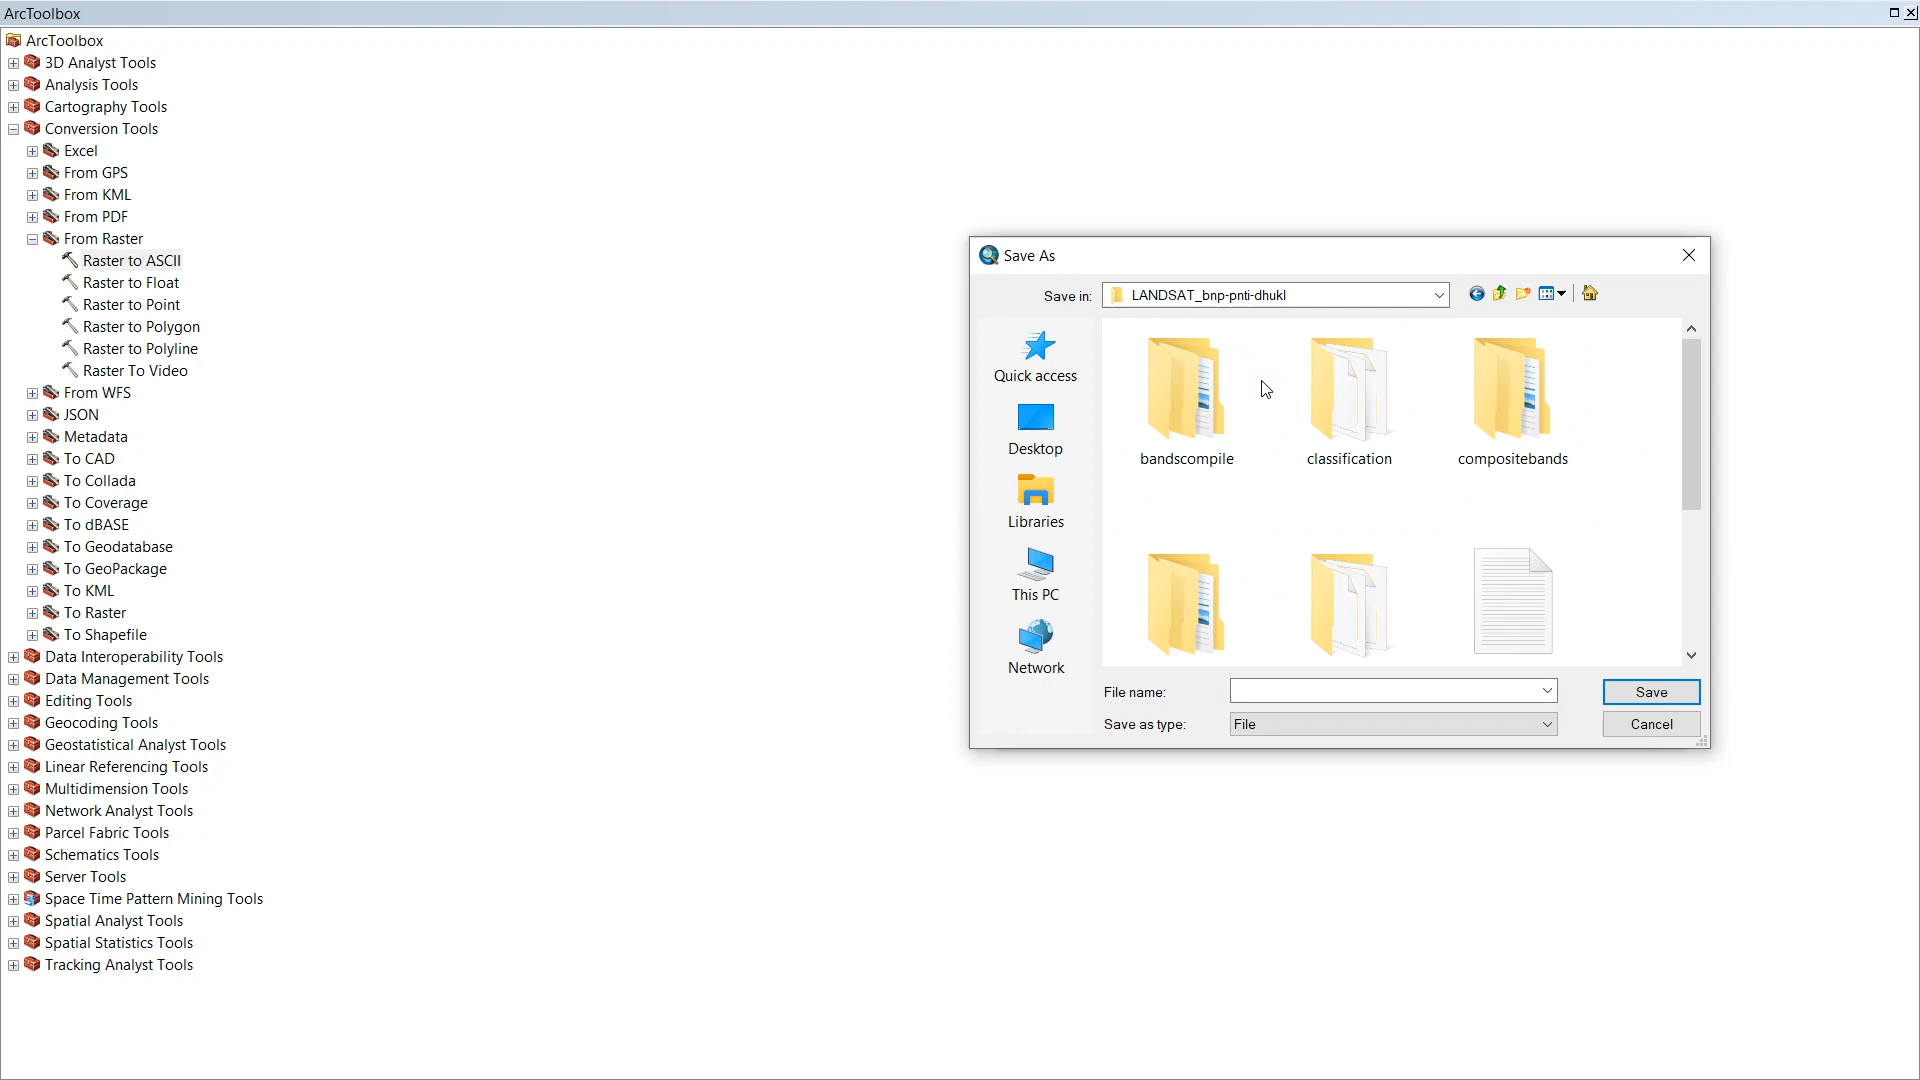 ArcToolbox
ArcToolbox
3D Analyst Tools
Analysis Tools
Cartography Tools
Conversion Tools
Excel
From GPS
From KML
From PDF
From Raster
Raster to ASCII
Raster to Float
Raster to Point
Raster to Polygon
Raster to Polyline
Raster To Video
From WFS
JSON
Metadata
To CAD
To Collada
To Coverage
To dBASE
To Geodatabase
To GeoPackage
To KML
To Raster
To Shapefile
Data Interoperability Tools
Data Management Tools
Editing Tools
Geocoding Tools
Geostatistical Analyst Tools
Linear Referencing Tools
Multidimension Tools
Network Analyst Tools
Parcel Fabric Tools
Schematics Tools
Server Tools
Space Time Pattern Mining Tools
Spatial Analyst Tools
Spatial Statistics Tools
Tracking Analyst Tools
Save As
Save in: LANDSAT_bnp-pnti-dhukl
Quick access
Desktop
Libraries
This PC
Network
bandscompile classification compositebands
File name: Save
Save as type: File Cancel